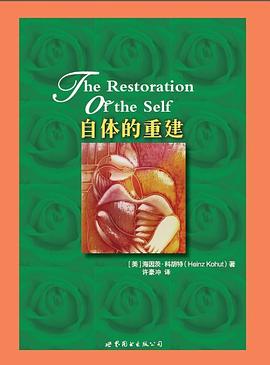 The Restoration
Of the Self
自体的重建
[美]海因茨·科胡特(Heinz Kohut)著
许豪冲 译
世界图书出版公司